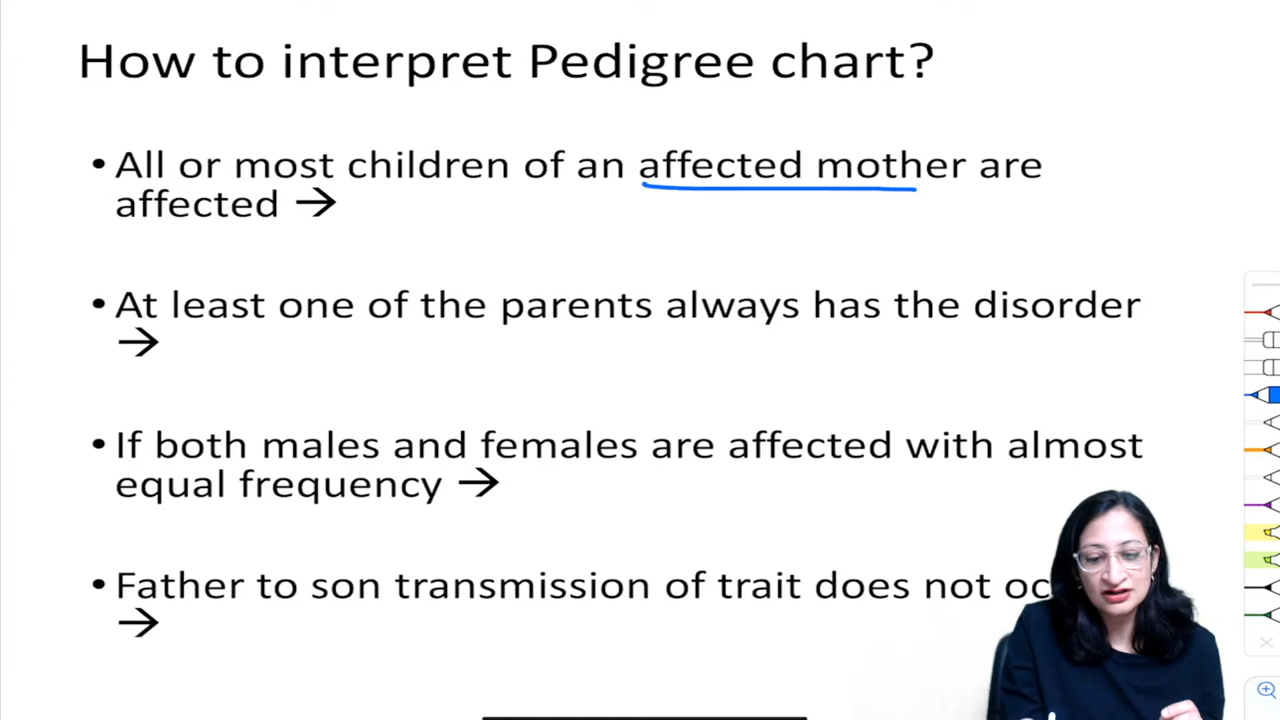 How to interpret Pedigree chart?
• All or most children of an affected mother are
affected →
• At least one of the parents always has the disorder
→
• If both males and females are affected with almost
equal frequency →
• Father to son transmission of trait does not oc
→